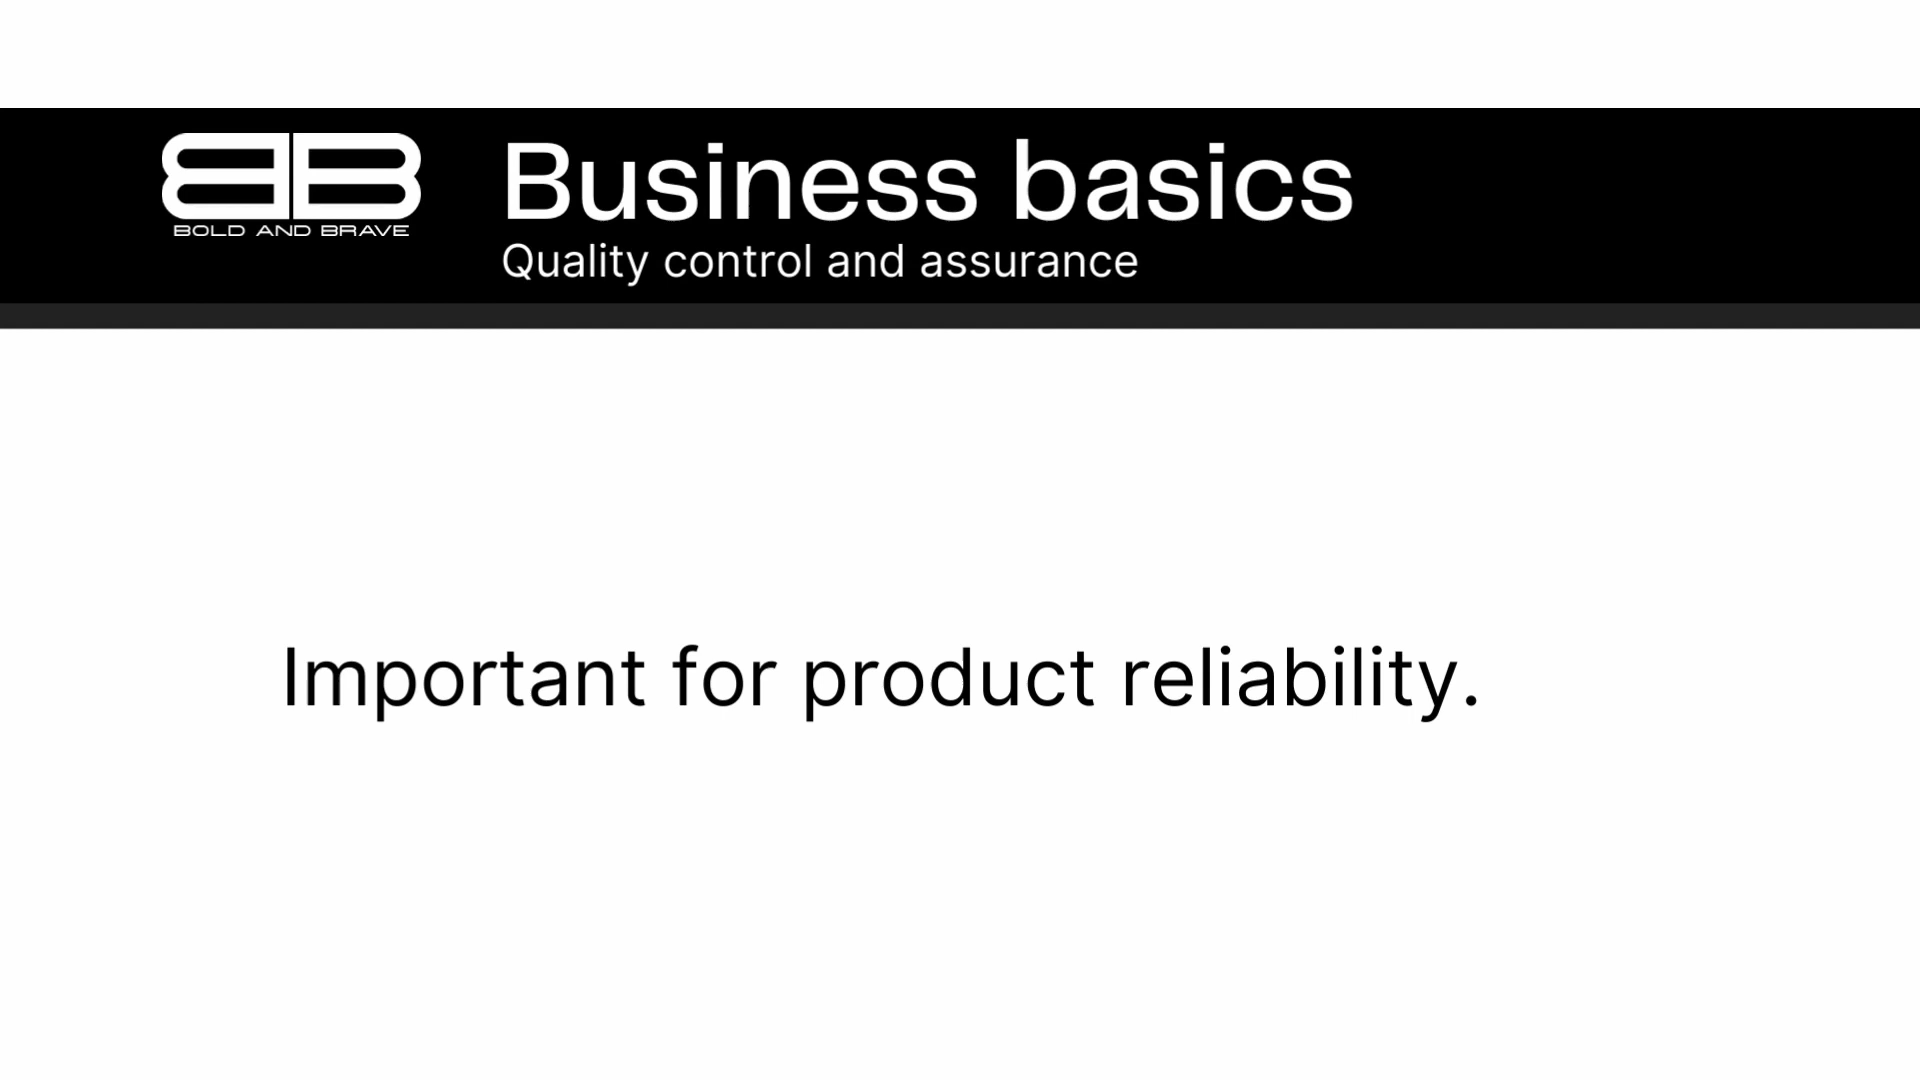 BB
BOLD AND BRAVE
Business basics
Quality control and assurance
Important for product reliability.